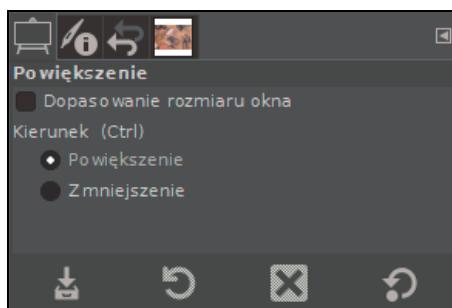 Powiększenie
Dopasowanie rozmiaru okna
Kierunek (Ctrl)
Powiększenie
Zmniejszenie